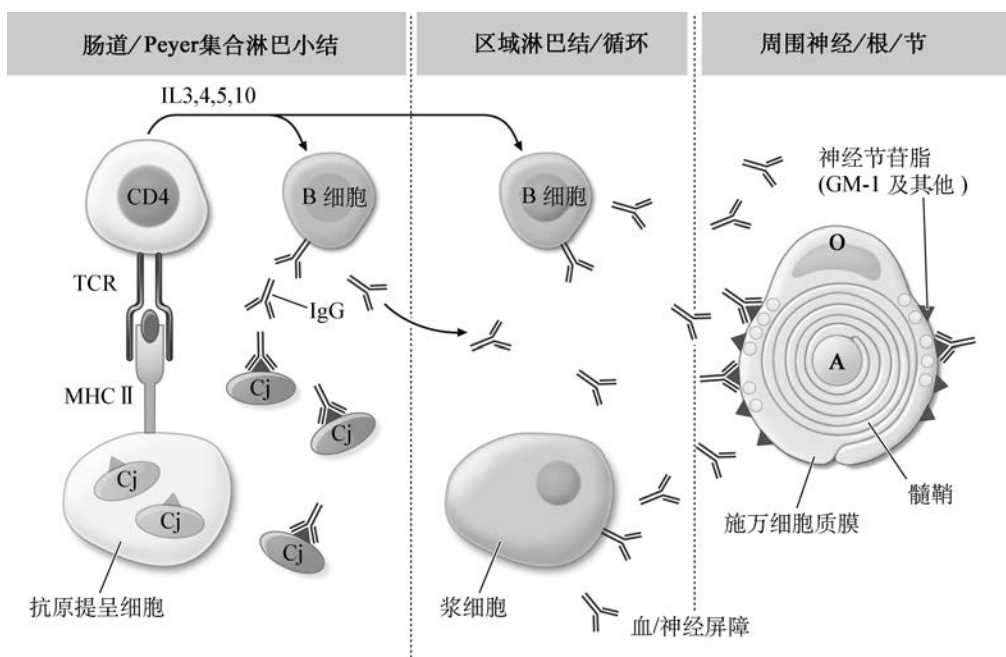 肠道/Peyer集合淋巴小结
区域淋巴结/循环
周围神经/根/节
IL3,4,5,10
CD4
B 细胞
B 细胞
神经节苷脂
(GM-1 及其他 )
O
TCR
IgG
A
MHC Ⅱ
Cj
Cj
Cj
Cj
Cj
髓鞘
施万细胞质膜
抗原提呈细胞
浆细胞
血/神经屏障